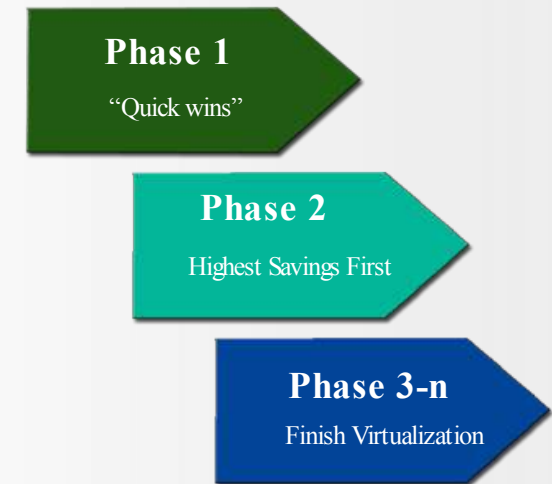 Phase 1
“Quick wins”
Phase 2
Highest Savings First
Phase 3-n
Finish Virtualization